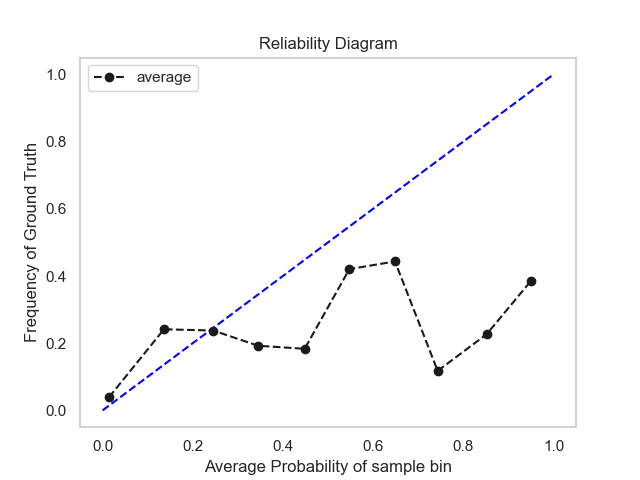 Reliability Diagram
average
Frequency of Ground Truth
1.0
0.8
0.6
0.4
0.2
0.0
0.0 0.2 0.4 0.6 0.8 1.0
Average Probability of sample bin